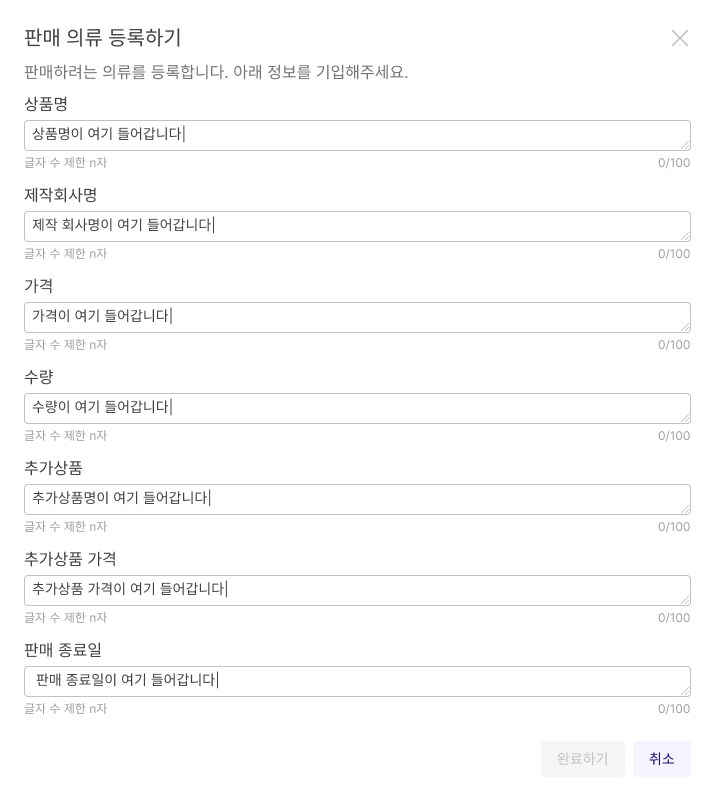 판매 의류 등록하기
판매하려는 의류를 등록합니다. 아래 정보를 기입해주세요.
상품명
상품명이 여기 들어갑니다
글자 수 제한 n자 0/100
제작회사명
제작 회사명이 여기 들어갑니다
글자 수 제한 n자 0/100
가격
가격이 여기 들어갑니다
글자 수 제한 n자 0/100
수량
수량이 여기 들어갑니다
글자 수 제한 n자 0/100
추가상품
추가상품명이 여기 들어갑니다
글자 수 제한 n자 0/100
추가상품 가격
추가상품 가격이 여기 들어갑니다
글자 수 제한 n자 0/100
판매 종료일
판매 종료일이 여기 들어갑니다
글자 수 제한 n자 0/100
완료하기 취소